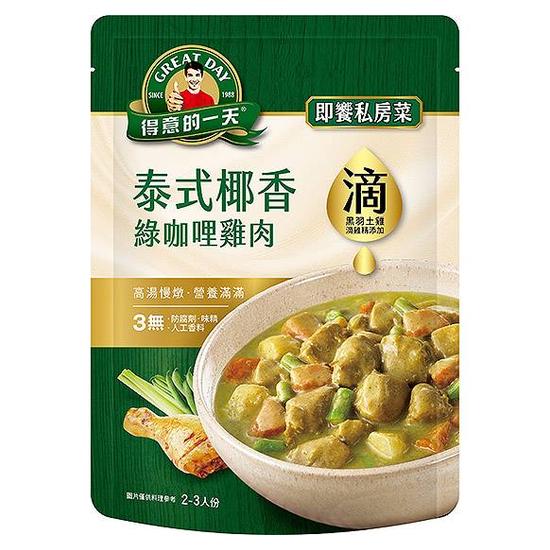 GREAT DAY
SINCE 1988
得意的一天®
即饗私房菜
泰式椰香
綠咖哩雞肉
滴
黑羽土雞
滴雞精添加
高湯慢燉·營養滿滿
3無·防腐劑·味精
·人工香料
圖片僅供料理參考 2-3人份